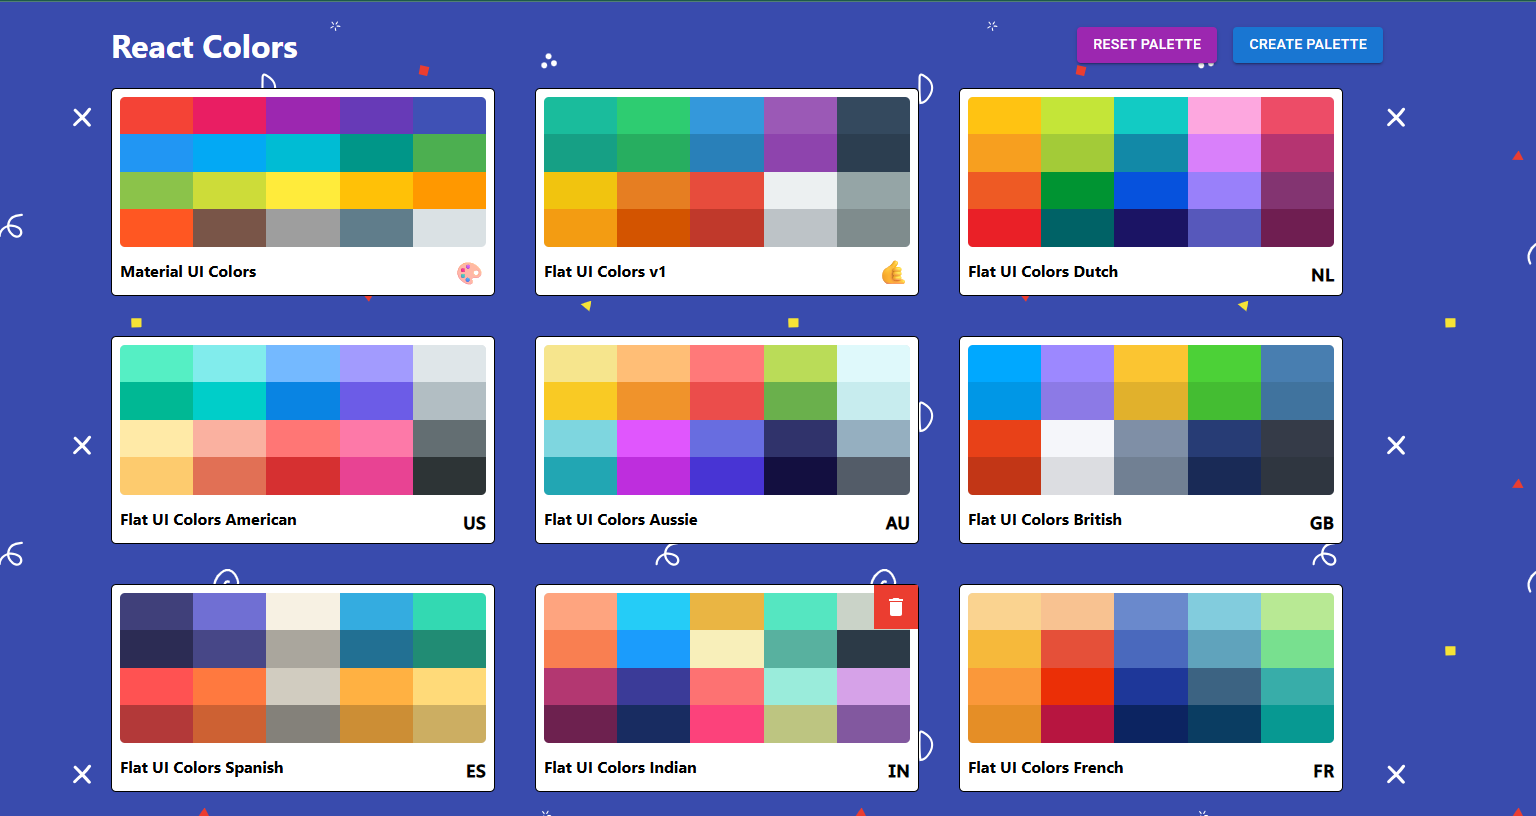 React Colors
RESET PALETTE
CREATE PALETTE
Material UI Colors
Flat UI Colors v1
Flat UI Colors Dutch
NL
Flat UI Colors American
US
Flat UI Colors Aussie
AU
Flat UI Colors British
GB
Flat UI Colors Spanish
ES
Flat UI Colors Indian
IN
Flat UI Colors French
FR